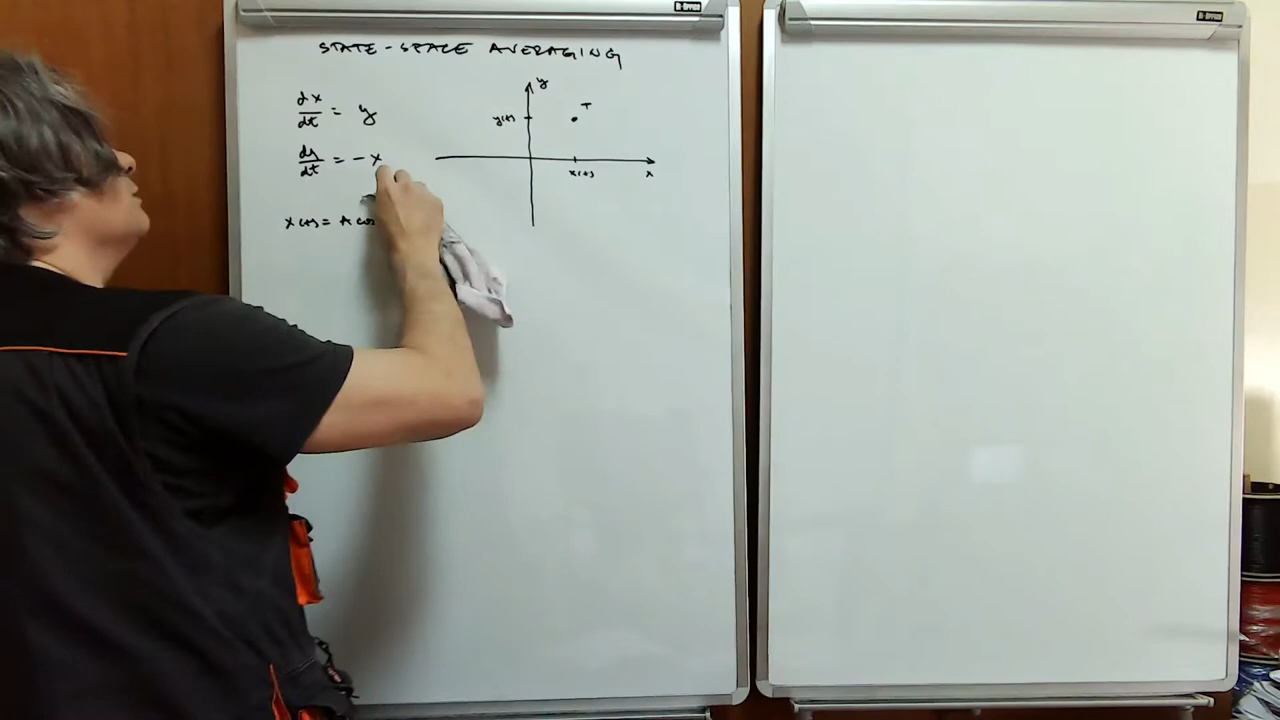 STATE-SPACE AVERAGING
dx/dt = y
dy/dt = -x
x(t) = A cos
y
T
y(t)
x(t)
x